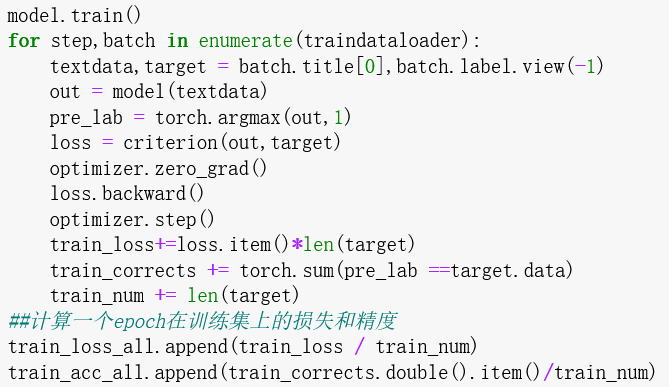 model.train()
for step,batch in enumerate(traindataloader):
    textdata,target = batch.title[0],batch.label.view(-1)
    out = model(textdata)
    pre_lab = torch.argmax(out,1)
    loss = criterion(out,target)
    optimizer.zero_grad()
    loss.backward()
    optimizer.step()
    train_loss+=loss.item()*len(target)
    train_corrects += torch.sum(pre_lab ==target.data)
    train_num += len(target)
##计算一个epoch在训练集上的损失和精度
train_loss_all.append(train_loss / train_num)
train_acc_all.append(train_corrects.double().item()/train_num)